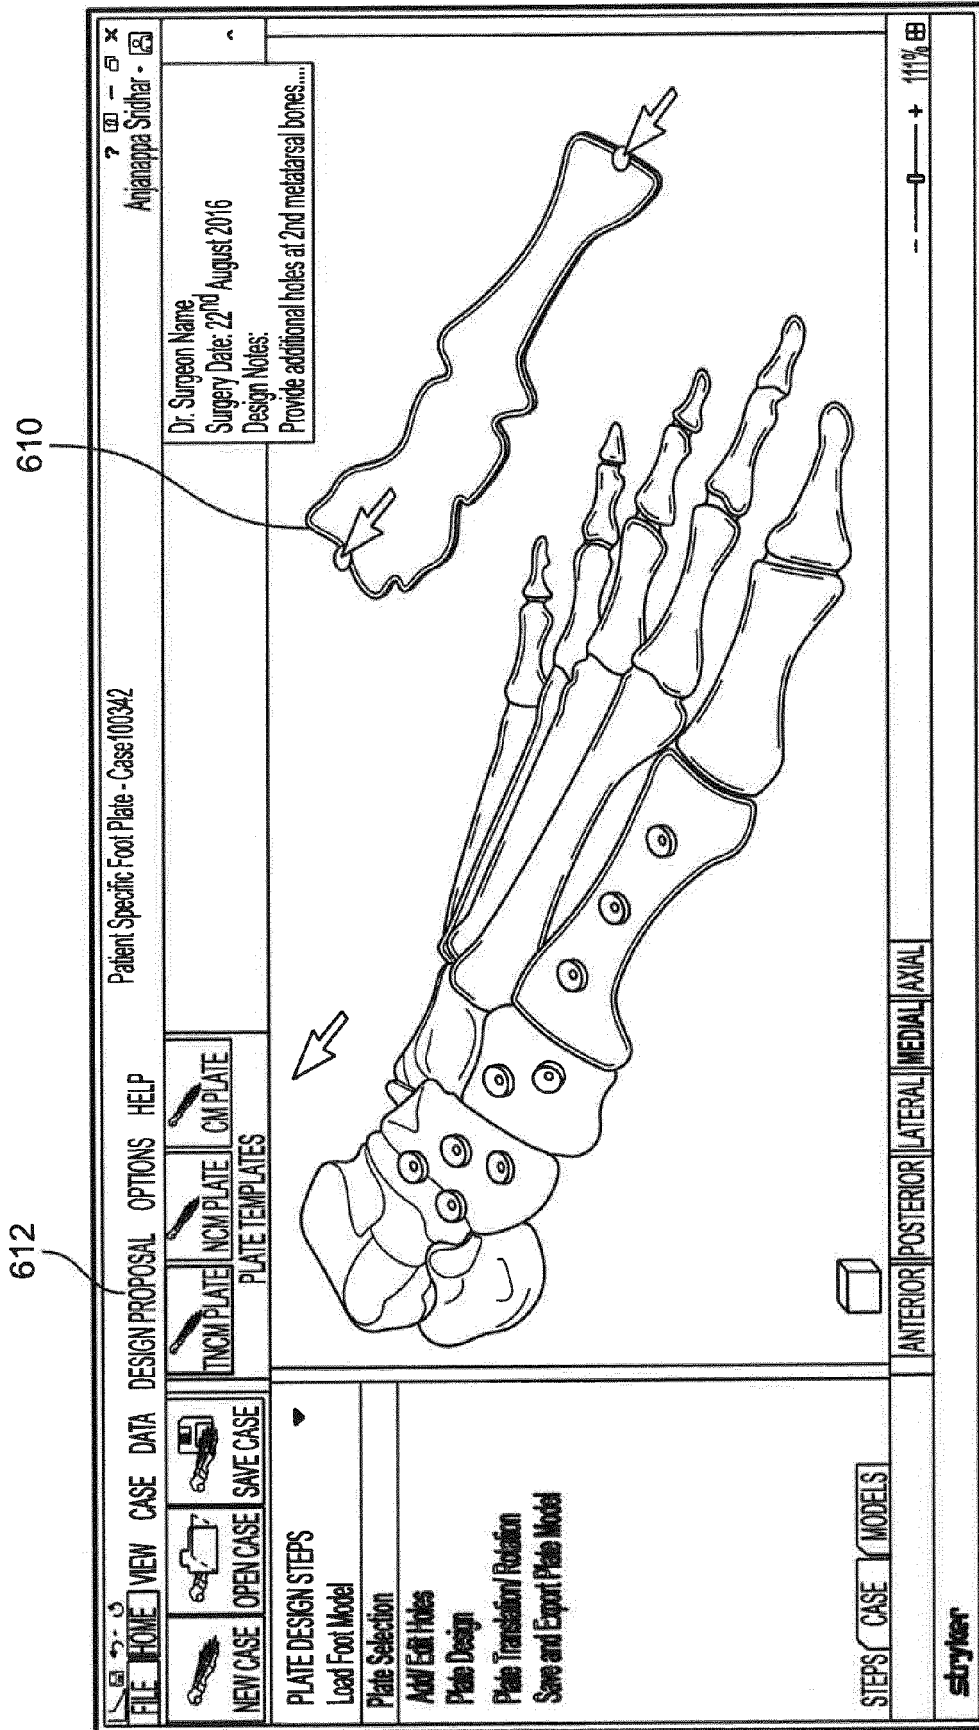 612
610
Patient Specific Foot Plate - Case100342
? - x
FILE HOME VIEW CASE DATA DESIGN PROPOSAL OPTIONS HELP
Anjanappa Sridhar -
NEW CASE OPEN CASE SAVE CASE
TNCM PLATE NCM PLATE CM PLATE
PLATE TEMPLATES
Dr. Surgeon Name
Surgery Date: 22nd August 2016
Design Notes:
Provide additional holes at 2nd metatarsal bones....
PLATE DESIGN STEPS
Load Foot Model
Plate Selection
Add/ Edit Holes
Plate Design
Plate Translation/ Rotation
Save and Export Plate Model
STEPS CASE MODELS
ANTERIOR POSTERIOR LATERAL MEDIAL AXIAL
- + 111%
stryker